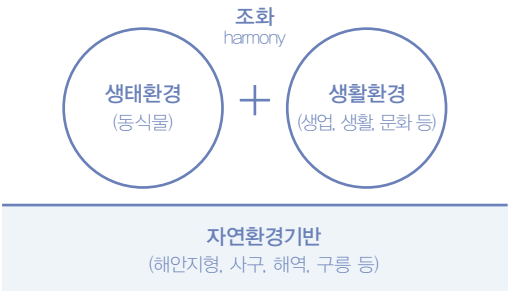 조화
harmony
생태환경
(동식물)
+
생활환경
(생업, 생활, 문화 등)
자연환경기반
(해안지형, 사구, 해역, 구릉 등)